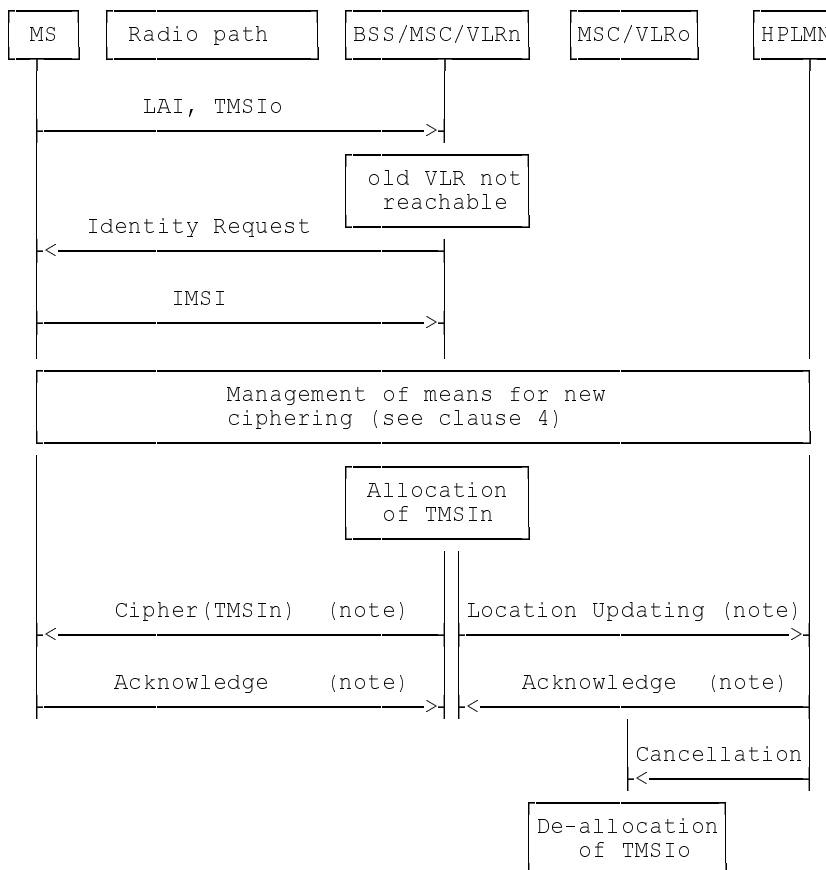 MS Radio path BSS/MSC/VLRn MSC/VLRo HPLMN
LAI, TMSIo
old VLR not
reachable
Identity Request
IMSI
Management of means for new
ciphering (see clause 4)
Allocation
of TMSIn
Cipher(TMSIn) (note) Location Updating (note)
Acknowledge (note) Acknowledge (note)
Cancellation
De-allocation
of TMSIo